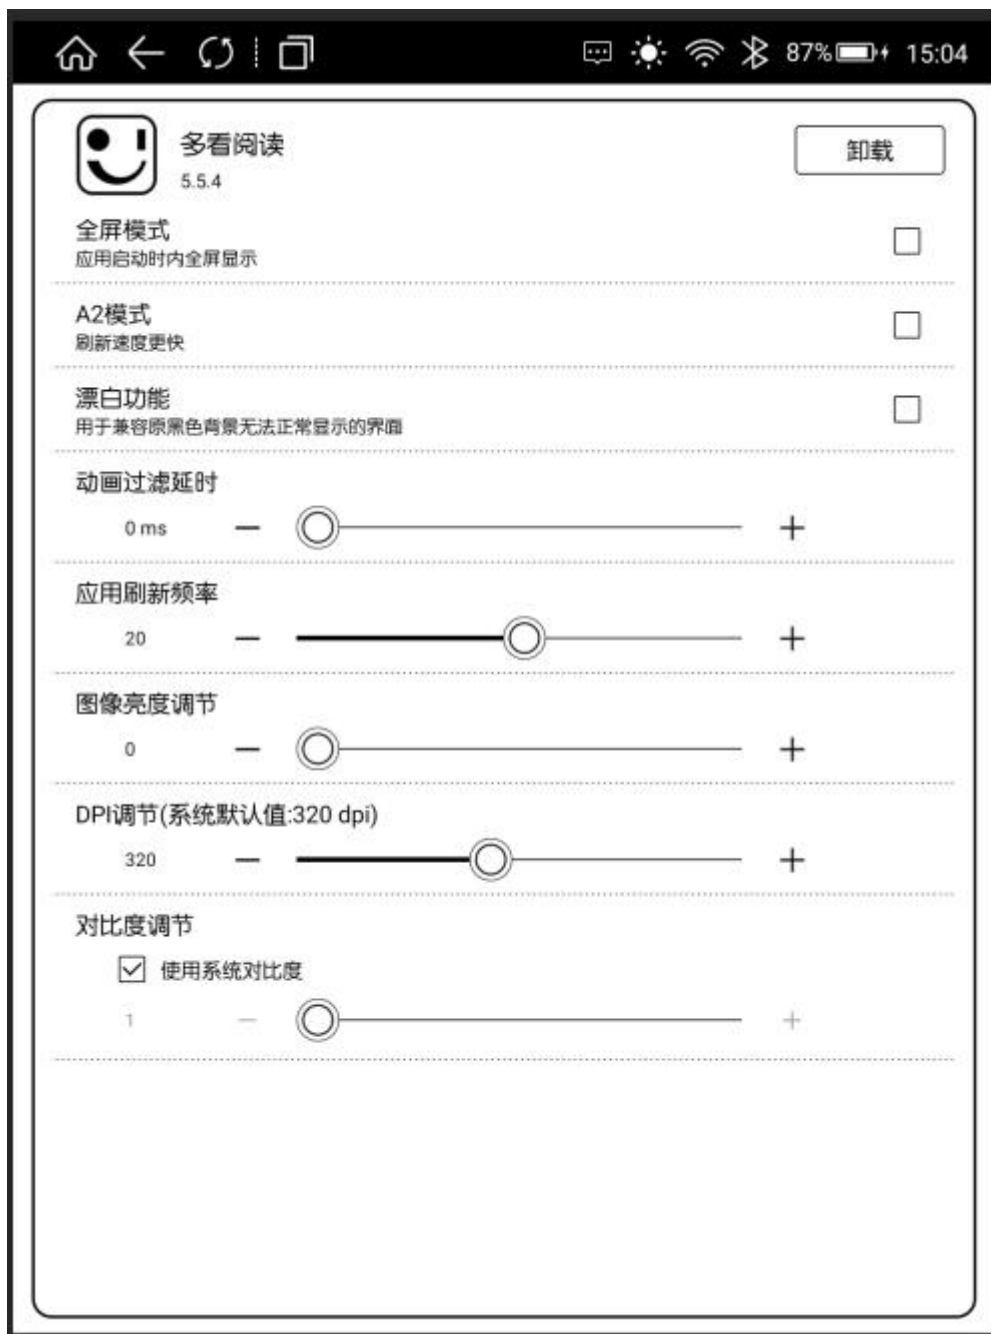 87% 15:04
多看阅读
5.5.4
卸载
全屏模式
应用启动时内全屏显示
A2模式
刷新速度更快
漂白功能
用于兼容原黑色背景无法正常显示的界面
动画过滤延时
0 ms
应用刷新频率
20
图像亮度调节
0
DPI调节(系统默认值:320 dpi)
320
对比度调节
使用系统对比度
1